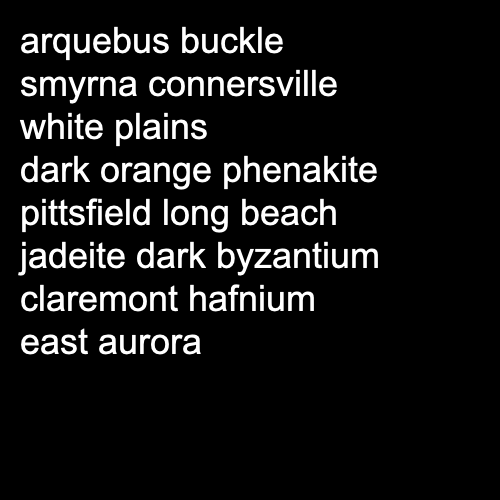 arquebus buckle
smyrna connersville
white plains
dark orange phenakite
pittsfield long beach
jadeite dark byzantium
claremont hafnium
east aurora